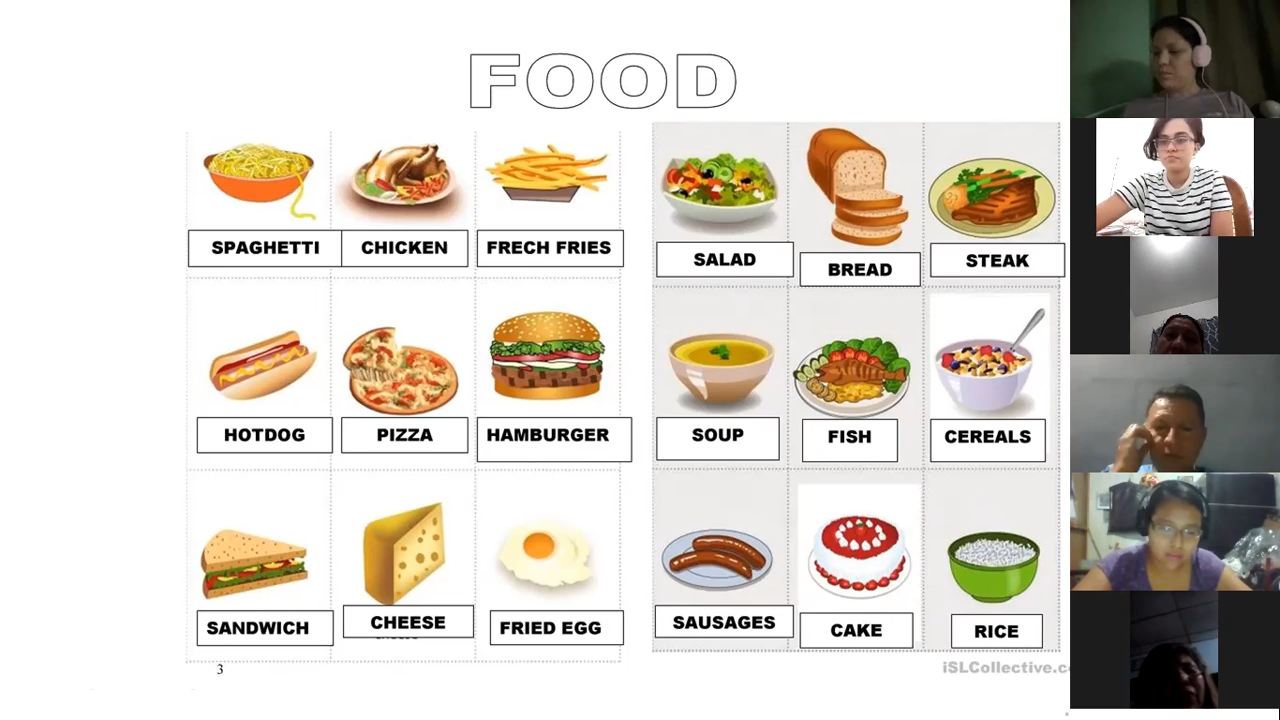 FOOD
SPAGHETTI
CHICKEN
FRECH FRIES
SALAD
BREAD
STEAK
HOTDOG
PIZZA
HAMBURGER
SOUP
FISH
CEREALS
SANDWICH
CHEESE
FRIED EGG
SAUSAGES
CAKE
RICE
3
iSLCollective.co